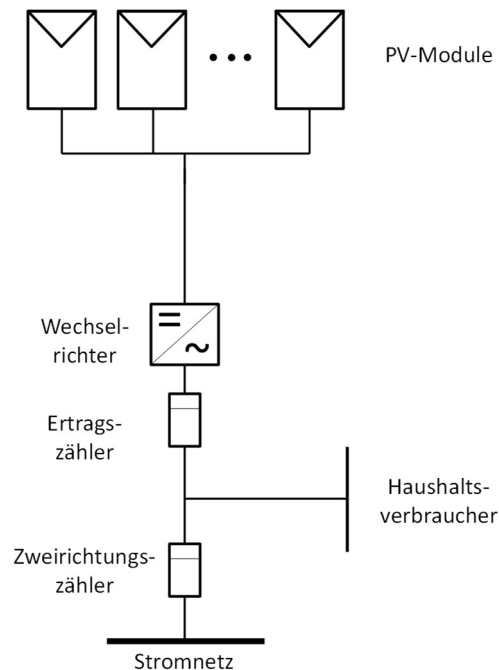 PV-Module
Wechsel-
richter
Ertrags-
zähler
Haushalts-
verbraucher
Zweirichtungs-
zähler
Stromnetz